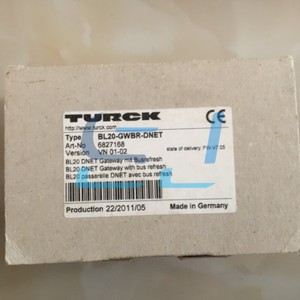 TURCK
http://www.turck.com
Type BL20-GWBR-DNET
Art-No 6827168
Version VN 01-02
state of delivery: FW V7.05
BL20 DNET Gateway mit Busrefresh
BL20 DNET Gateway with bus refresh
BL20 passerelle DNET avec bus refresh
Production 22/2011/05 Made in Germany